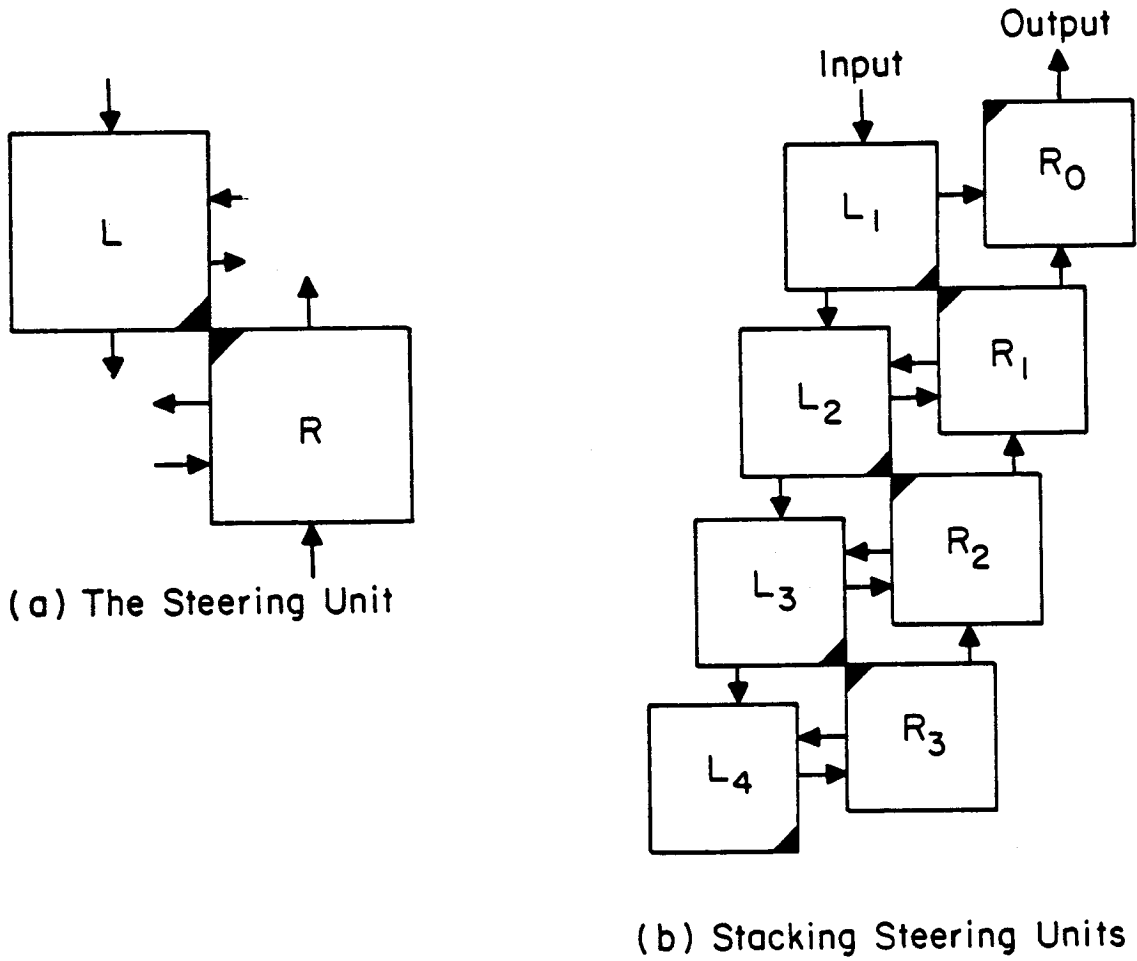 L
R
(a) The Steering Unit
Input
Output
L1
R0
L2
R1
L3
R2
L4
R3
(b) Stacking Steering Units